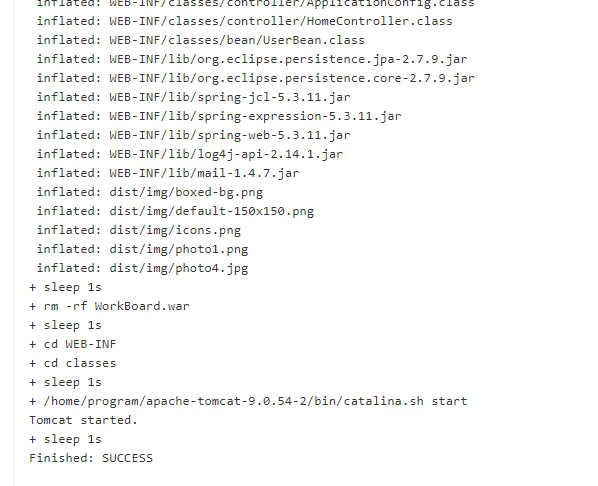 inflated: WEB-INF/classes/controller/ApplicationConfig.class
inflated: WEB-INF/classes/controller/HomeController.class
inflated: WEB-INF/classes/bean/UserBean.class
inflated: WEB-INF/lib/org.eclipse.persistence.jpa-2.7.9.jar
inflated: WEB-INF/lib/org.eclipse.persistence.core-2.7.9.jar
inflated: WEB-INF/lib/spring-jcl-5.3.11.jar
inflated: WEB-INF/lib/spring-expression-5.3.11.jar
inflated: WEB-INF/lib/spring-web-5.3.11.jar
inflated: WEB-INF/lib/log4j-api-2.14.1.jar
inflated: WEB-INF/lib/mail-1.4.7.jar
inflated: dist/img/boxed-bg.png
inflated: dist/img/default-150x150.png
inflated: dist/img/icons.png
inflated: dist/img/photo1.png
inflated: dist/img/photo4.jpg
+ sleep 1s
+ rm -rf WorkBoard.war
+ sleep 1s
+ cd WEB-INF
+ cd classes
+ sleep 1s
+ /home/program/apache-tomcat-9.0.54-2/bin/catalina.sh start
Tomcat started.
+ sleep 1s
Finished: SUCCESS